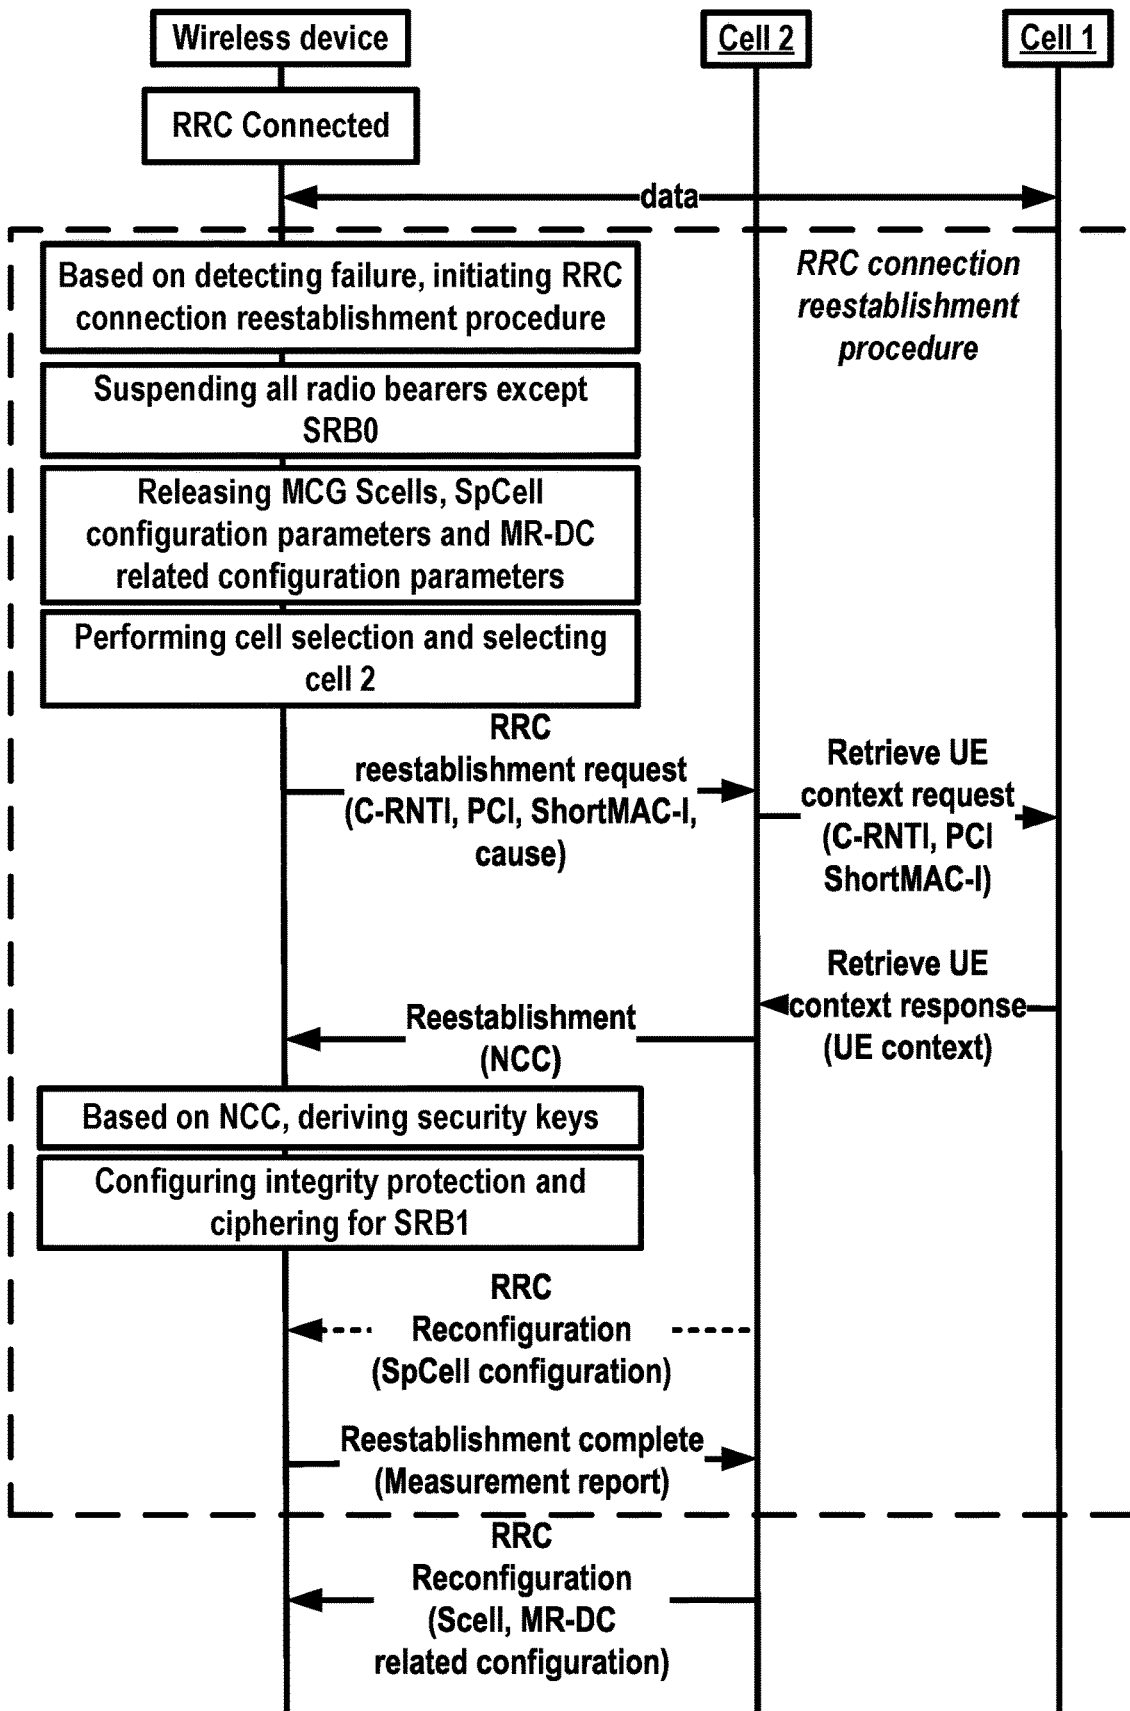 Wireless device
Cell 2
Cell 1
RRC Connected
data
RRC connection
reestablishment
procedure
Based on detecting failure, initiating RRC
connection reestablishment procedure
Suspending all radio bearers except
SRB0
Releasing MCG Scells, SpCell
configuration parameters and MR-DC
related configuration parameters
Performing cell selection and selecting
cell 2
RRC
reestablishment request
(C-RNTI, PCI, ShortMAC-I,
cause)
Retrieve UE
context request
(C-RNTI, PCI
ShortMAC-I)
Retrieve UE
context response
(UE context)
Reestablishment
(NCC)
Based on NCC, deriving security keys
Configuring integrity protection and
ciphering for SRB1
RRC
Reconfiguration
(SpCell configuration)
Reestablishment complete
(Measurement report)
RRC
Reconfiguration
(Scell, MR-DC
related configuration)